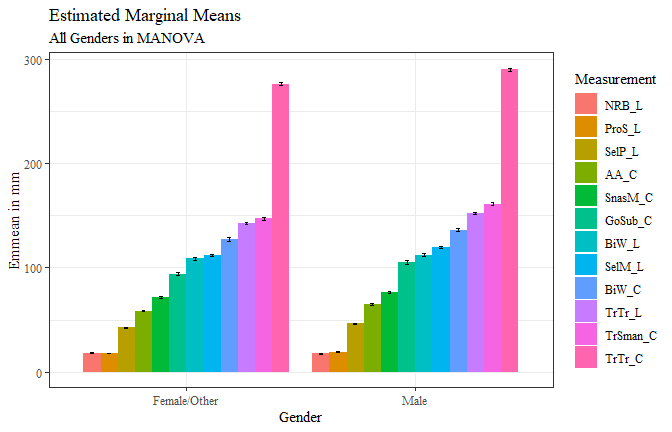 Estimated Marginal Means
All Genders in MANOVA
Emmean in mm
300
200
100
0
Female/Other
Male
Gender
Measurement
NRB_L
ProS_L
SelP_L
AA_C
SnasM_C
GoSub_C
BiW_L
SelM_L
BiW_C
TrTr_L
TrSman_C
TrTr_C